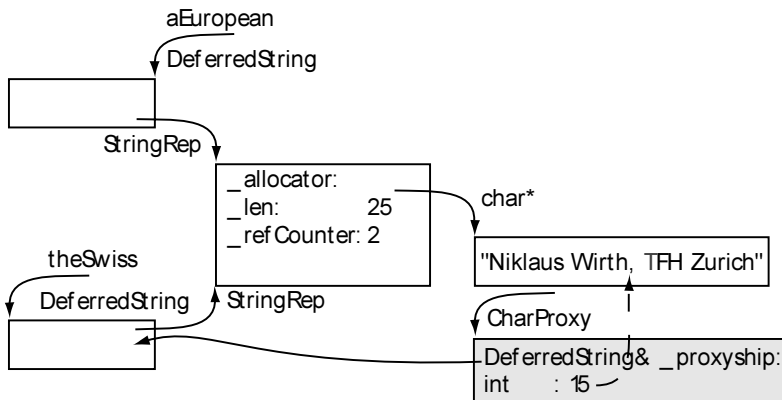 aEuropean
DeferredString
StringRep
_allocator:
_len: 25
_refCounter: 2
char*
"Niklaus Wirth, TFH Zurich"
theSwiss
DeferredString
StringRep
CharProxy
DeferredString& _proxyship:
int : 15